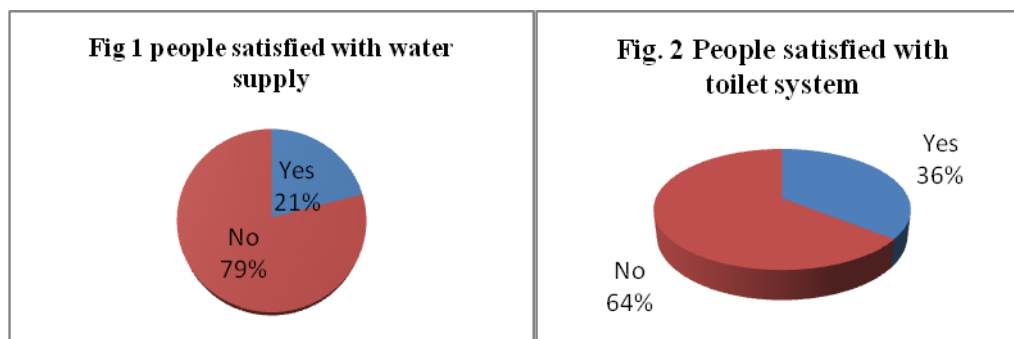 Fig 1 people satisfied with water
supply
Yes
21%
No
79%
Fig. 2 People satisfied with
toilet system
Yes
36%
No
64%